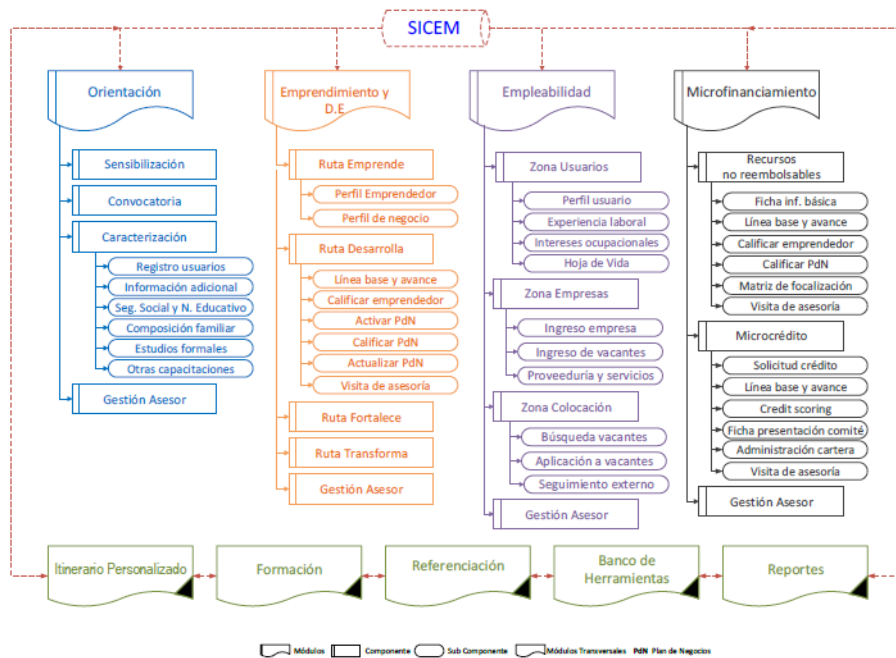 SICEM
Orientación
Sensibilización
Convocatoria
Caracterización
Registro usuarios
Información adicional
Seg. Social y N. Educativo
Composición familiar
Estudios formales
Otras capacitaciones
Gestión Asesor
Emprendimiento y
D.E
Ruta Emprende
Perfil Emprendedor
Perfil de negocio
Ruta Desarrolla
Línea base y avance
Calificar emprendedor
Activar PdN
Calificar PdN
Actualizar PdN
Visita de asesoría
Ruta Fortalece
Ruta Transforma
Gestión Asesor
Empleabilidad
Zona Usuarios
Perfil usuario
Experiencia laboral
Intereses ocupacionales
Hoja de Vida
Zona Empresas
Ingreso empresa
Ingreso de vacantes
Proveeduría y servicios
Zona Colocación
Búsqueda vacantes
Aplicación a vacantes
Seguimiento externo
Gestión Asesor
Microfinanciamiento
Recursos
no reembolsables
Ficha inf. básica
Línea base y avance
Calificar emprendedor
Calificar PdN
Matriz de focalización
Visita de asesoría
Microcrédito
Solicitud crédito
Línea base y avance
Credit scoring
Ficha presentación comité
Administración cartera
Visita de asesoría
Gestión Asesor
Itinerario Personalizado
Formación
Referenciación
Banco de
Herramientas
Reportes
Módulos Componente Sub Componente Módulos Transversales PdN Plan de Negocios